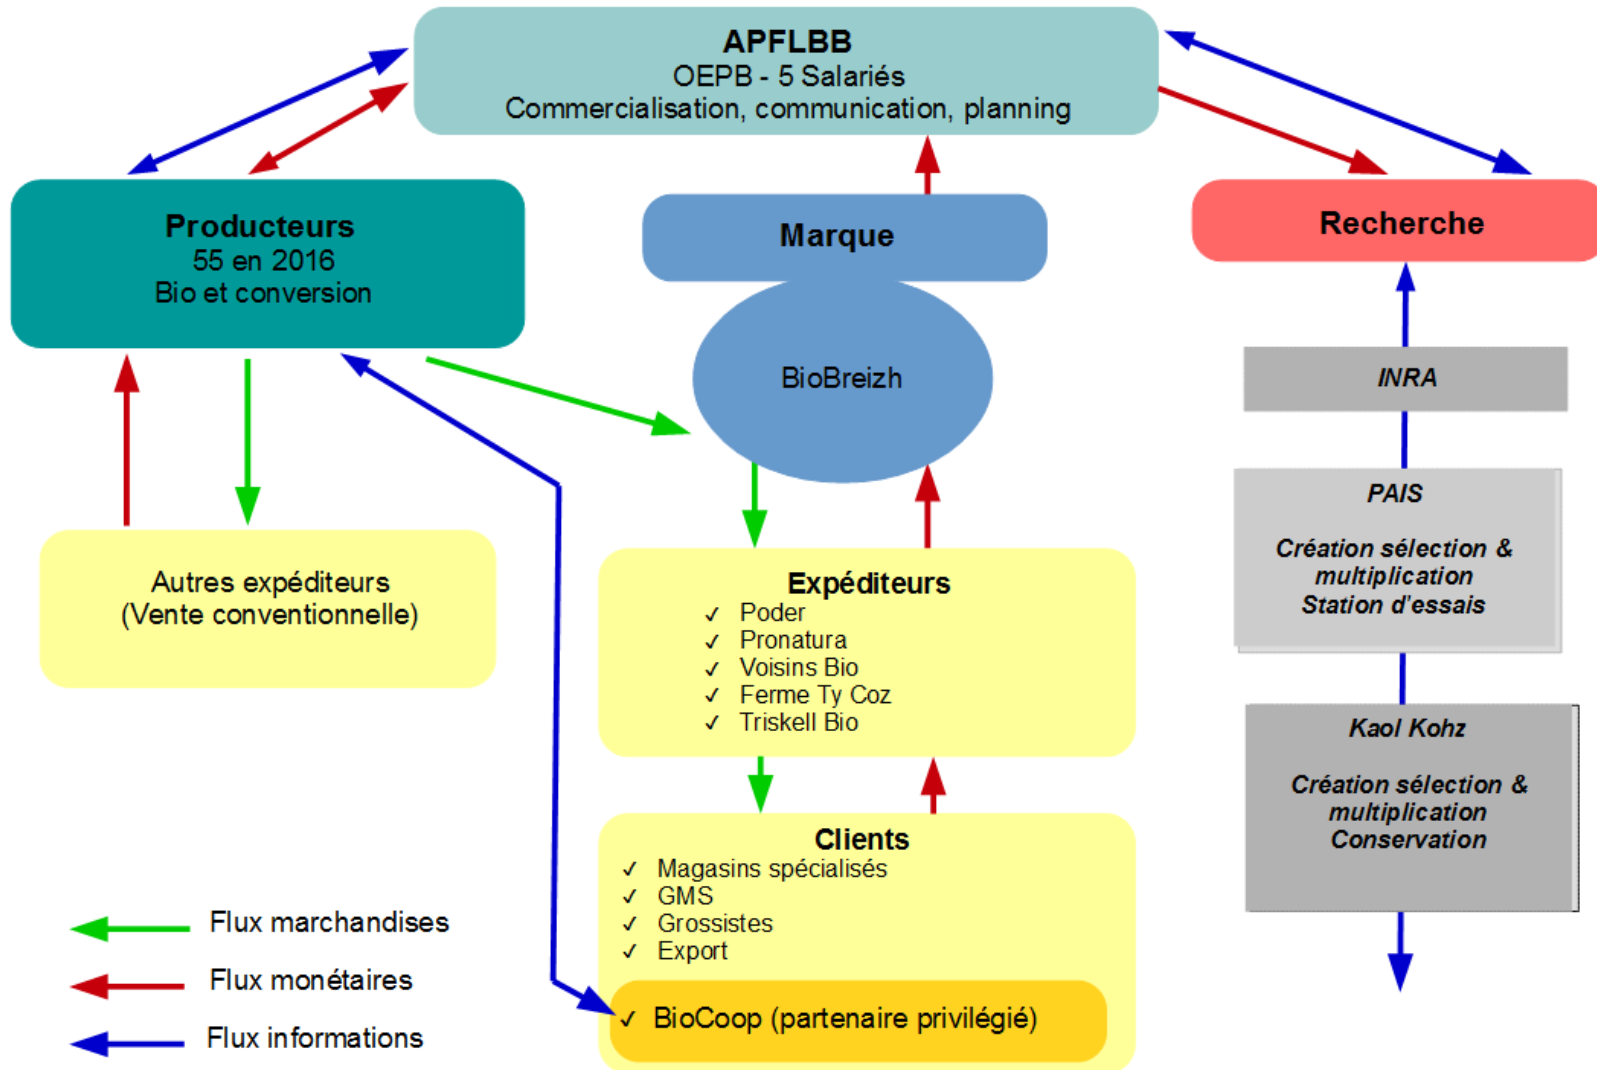 APFLBB
OEPB - 5 Salariés
Commercialisation, communication, planning
Producteurs
55 en 2016
Bio et conversion
Marque
Recherche
BioBreizh
INRA
PAIS
Création sélection &
multiplication
Station d'essais
Autres expéditeurs
(Vente conventionnelle)
Expéditeurs
✓ Poder
✓ Pronatura
✓ Voisins Bio
✓ Ferme Ty Coz
✓ Triskell Bio
Kaol Kohz
Création sélection &
multiplication
Conservation
Clients
✓ Magasins spécialisés
✓ GMS
✓ Grossistes
✓ Export
✓ BioCoop (partenaire privilégié)
Flux marchandises
Flux monétaires
Flux informations